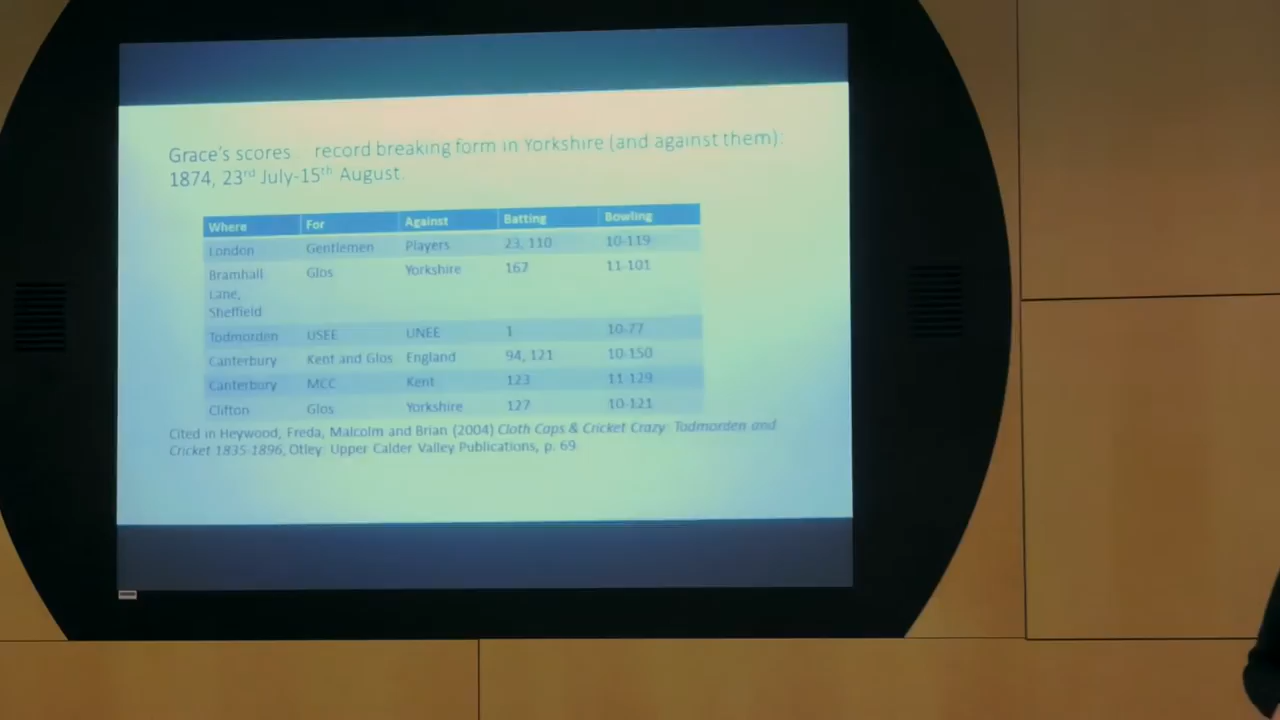 Grace's scores record breaking form in Yorkshire (and against them):
1874, 23rd July-15th August.
Where For Against Batting Bowling
London Gentlemen Players 23, 110 10-119
Bramhall Glos Yorkshire 167 11-101
Lane,
Sheffield
Todmorden USEE UNEE 1 10-77
Canterbury Kent and Glos England 94, 121 10-150
Canterbury MCC Kent 123 11-129
Clifton Glos Yorkshire 127 10-121
Cited in Heywood, Freda, Malcolm and Brian (2004) Cloth Caps & Cricket Crazy: Todmorden and
Cricket 1835-1896, Otley: Upper Calder Valley Publications, p. 69.